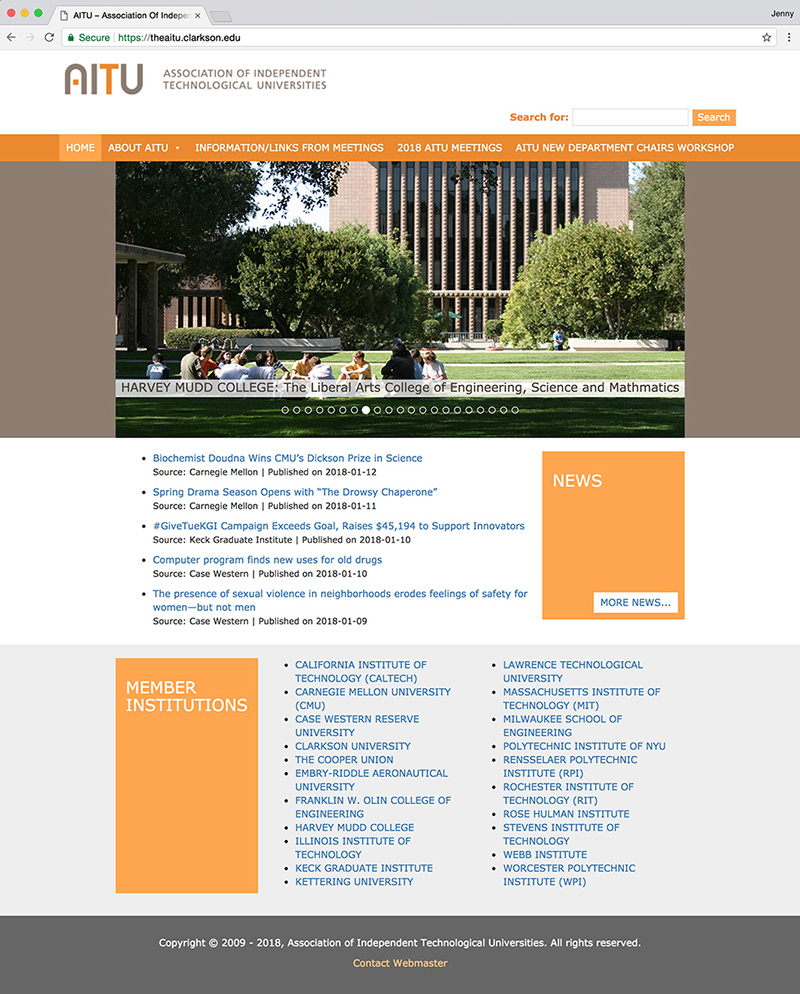 AITU – Association Of Indepen
Jenny
Secure | https://theaitu.clarkson.edu
AITU ASSOCIATION OF INDEPENDENT
TECHNOLOGICAL UNIVERSITIES
Search for: Search
HOME ABOUT AITU INFORMATION/LINKS FROM MEETINGS 2018 AITU MEETINGS AITU NEW DEPARTMENT CHAIRS WORKSHOP
HARVEY MUDD COLLEGE: The Liberal Arts College of Engineering, Science and Mathmatics
Biochemist Doudna Wins CMU’s Dickson Prize in Science
Source: Carnegie Mellon | Published on 2018-01-12
Spring Drama Season Opens with “The Drowsy Chaperone”
Source: Carnegie Mellon | Published on 2018-01-11
#GiveTueKGI Campaign Exceeds Goal, Raises $45,194 to Support Innovators
Source: Keck Graduate Institute | Published on 2018-01-10
Computer program finds new uses for old drugs
Source: Case Western | Published on 2018-01-10
The presence of sexual violence in neighborhoods erodes feelings of safety for
women—but not men
Source: Case Western | Published on 2018-01-09
NEWS
MORE NEWS...
MEMBER
INSTITUTIONS
CALIFORNIA INSTITUTE OF
TECHNOLOGY (CALTECH)
CARNEGIE MELLON UNIVERSITY
(CMU)
CASE WESTERN RESERVE
UNIVERSITY
CLARKSON UNIVERSITY
THE COOPER UNION
EMBRY-RIDDLE AERONAUTICAL
UNIVERSITY
FRANKLIN W. OLIN COLLEGE OF
ENGINEERING
HARVEY MUDD COLLEGE
ILLINOIS INSTITUTE OF
TECHNOLOGY
KECK GRADUATE INSTITUTE
KETTERING UNIVERSITY
LAWRENCE TECHNOLOGICAL
UNIVERSITY
MASSACHUSETTS INSTITUTE OF
TECHNOLOGY (MIT)
MILWAUKEE SCHOOL OF
ENGINEERING
POLYTECHNIC INSTITUTE OF NYU
RENSSELAER POLYTECHNIC
INSTITUTE (RPI)
ROCHESTER INSTITUTE OF
TECHNOLOGY (RIT)
ROSE HULMAN INSTITUTE
STEVENS INSTITUTE OF
TECHNOLOGY
WEBB INSTITUTE
WORCESTER POLYTECHNIC
INSTITUTE (WPI)
Copyright © 2009 - 2018, Association of Independent Technological Universities. All rights reserved.
Contact Webmaster